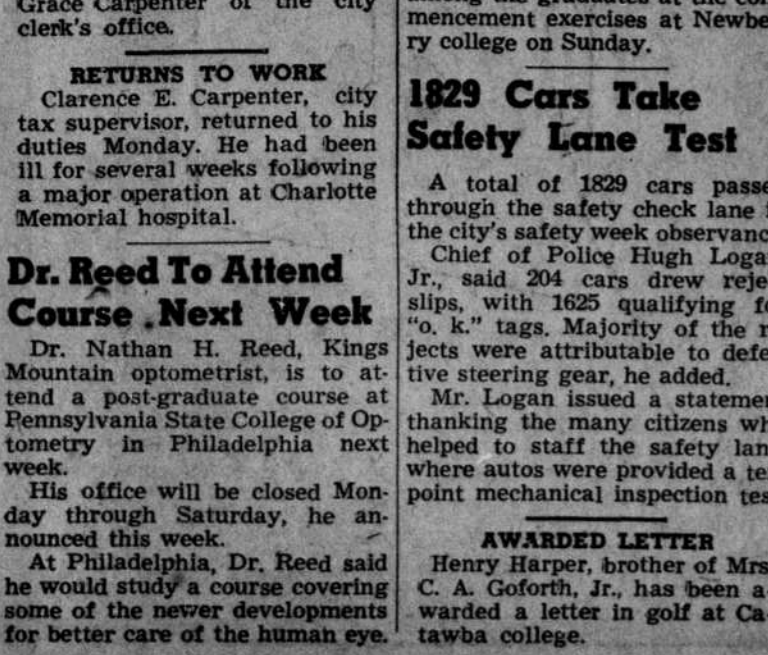 Grace Carpenter of the city
clerk's office.
RETURNS TO WORK
Clarence E. Carpenter, city
tax supervisor, returned to his
duties Monday. He had been
ill for several weeks following
a major operation at Charlotte
Memorial hospital.
Dr. Reed To Attend
Course Next Week
Dr. Nathan H. Reed, Kings
Mountain optometrist, is to at-
tend a post-graduate course at
Pennsylvania State College of Op-
tometry in Philadelphia next
week.
His office will be closed Mon-
day through Saturday, he an-
nounced this week.
At Philadelphia, Dr. Reed said
he would study a course covering
some of the newer developments
for better care of the human eye.
mencement exercises at Newbe
ry college on Sunday.
1829 Cars Take
Safety Lane Test
A total of 1829 cars passe
through the safety check lane
the city's safety week observanc
Chief of Police Hugh Loga
Jr., said 204 cars drew reje
slips, with 1625 qualifying f
"o. k." tags. Majority of the r
jects were attributable to defe
tive steering gear, he added.
Mr. Logan issued a statemen
thanking the many citizens wh
helped to staff the safety lan
where autos were provided a te
point mechanical inspection tes
AWARDED LETTER
Henry Harper, brother of Mrs
C. A. Goforth, Jr., has been a-
warded a letter in golf at Ca-
tawba college.